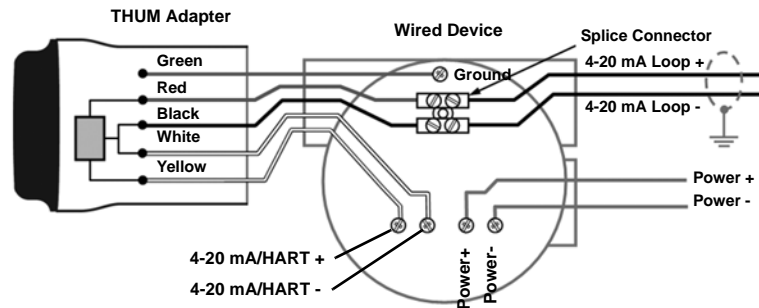 THUM Adapter
Wired Device
Splice Connector
Green
Ground
4-20 mA Loop +
Red
Black
4-20 mA Loop -
White
Yellow
Power +
Power -
4-20 mA/HART +
4-20 mA/HART -
Power+
Power-